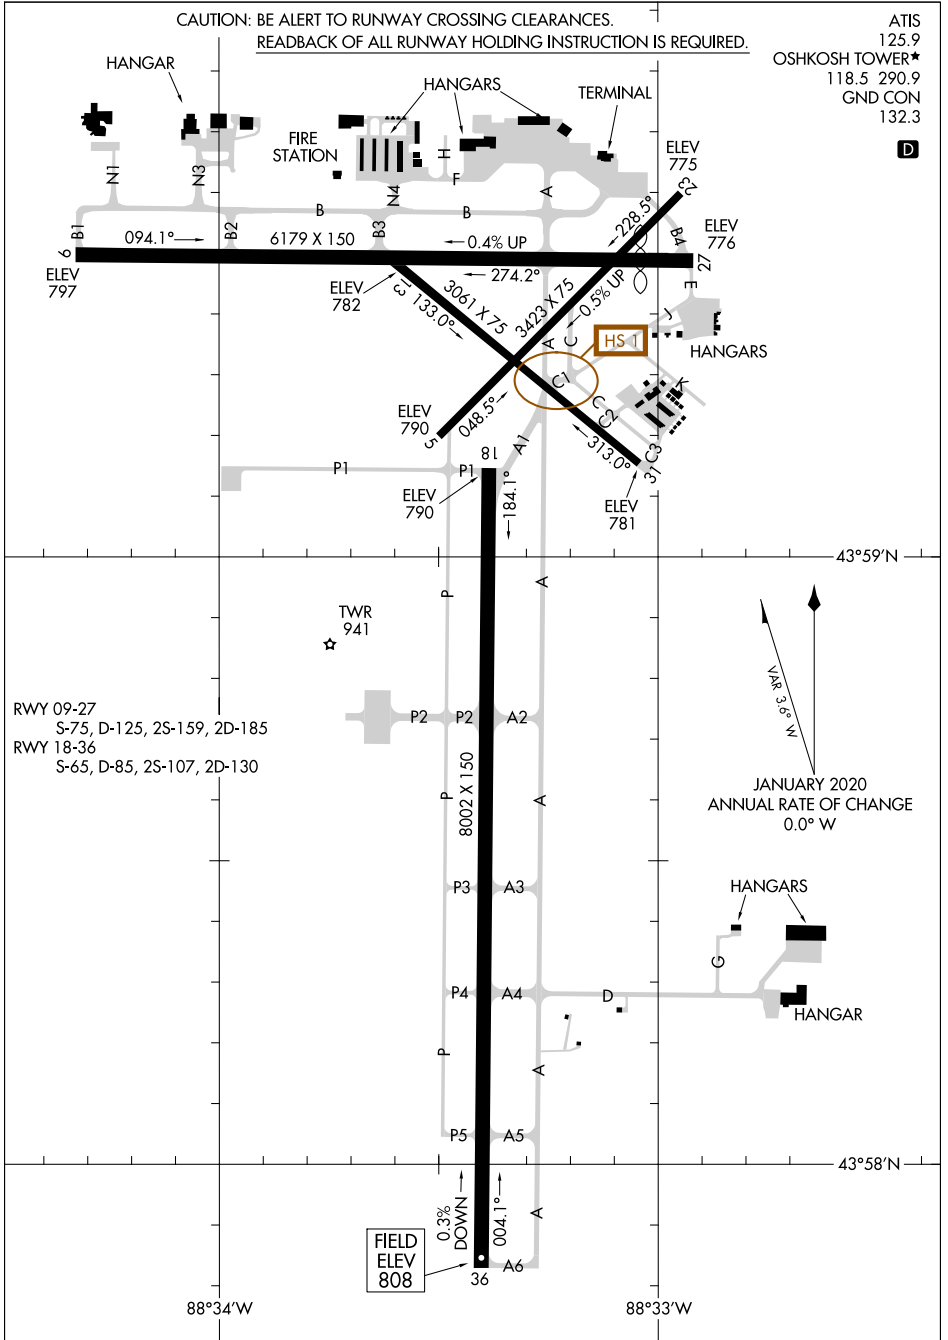 CAUTION: BE ALERT TO RUNWAY CROSSING CLEARANCES.
READBACK OF ALL RUNWAY HOLDING INSTRUCTION IS REQUIRED.
ATIS
125.9
OSHKOSH TOWER★
118.5 290.9
GND CON
132.3
D
HANGAR
HANGARS
TERMINAL
FIRE
STATION
ELEV
775
23
228.5°
N1
N3
N4
H
F
A
B
B
B1
B2
B3
B4
E
094.1°
6179 X 150
0.4% UP
ELEV
776
9
27
274.2°
ELEV
797
ELEV
782
13
133.0°
3061 X 75
3423 X 75
0.5% UP
A
C
HS 1
J
HANGARS
K
C1
C
C2
C3
ELEV
790
5
048.5°
313.0°
31
ELEV
781
A1
18
P1
P1
ELEV
790
184.1°
43°59'N
P
A
TWR
941
VAR 3.6° W
RWY 09-27
S-75, D-125, 2S-159, 2D-185
RWY 18-36
S-65, D-85, 2S-107, 2D-130
P2
P2
A2
8002 X 150
P
A
JANUARY 2020
ANNUAL RATE OF CHANGE
0.0° W
P3
A3
HANGARS
G
P4
A4
D
HANGAR
P
A
P5
A5
43°58'N
0.3%
DOWN
004.1°
A
FIELD
ELEV
808
A6
36
88°34'W
88°33'W